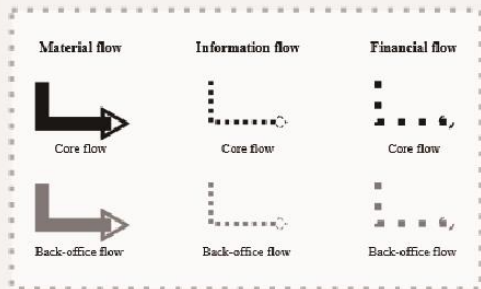 Material flow Information flow Financial flow
Core flow Core flow Core flow
Back-office flow Back-office flow Back-office flow